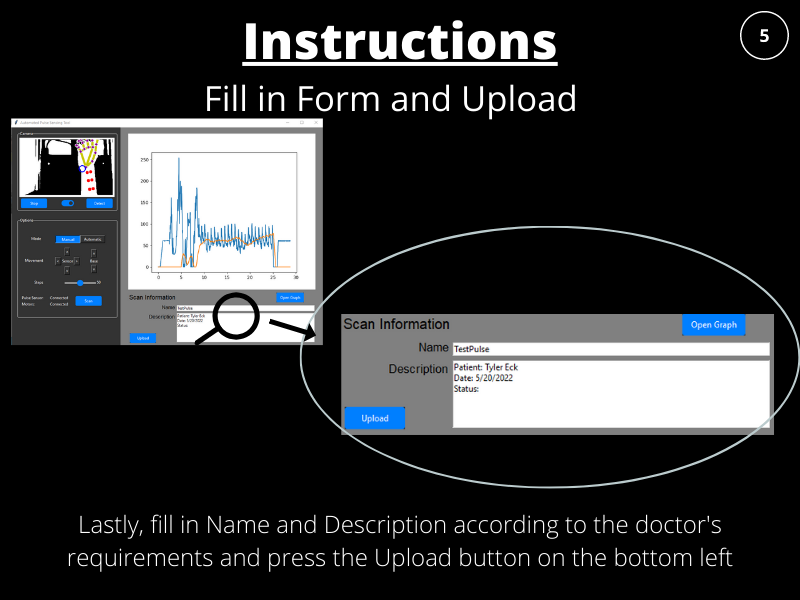 Instructions
5
Fill in Form and Upload
Automated Pulse Sensing Tool
Camera
Stop
Detect
Options
Mode
Manual
Automatic
Movement
Sensor
Base
Steps
50
Pulse Sensor: Connected
Motors: Connected
Scan
250
200
150
100
50
0
0 5 10 15 20 25 30
Scan Information
Open Graph
Name
TestPulse
Description
Patient: Tyler Eck
Date: 5/20/2022
Status:
Upload
Scan Information
Open Graph
Name
TestPulse
Description
Patient: Tyler Eck
Date: 5/20/2022
Status:
Upload
Lastly, fill in Name and Description according to the doctor's
requirements and press the Upload button on the bottom left